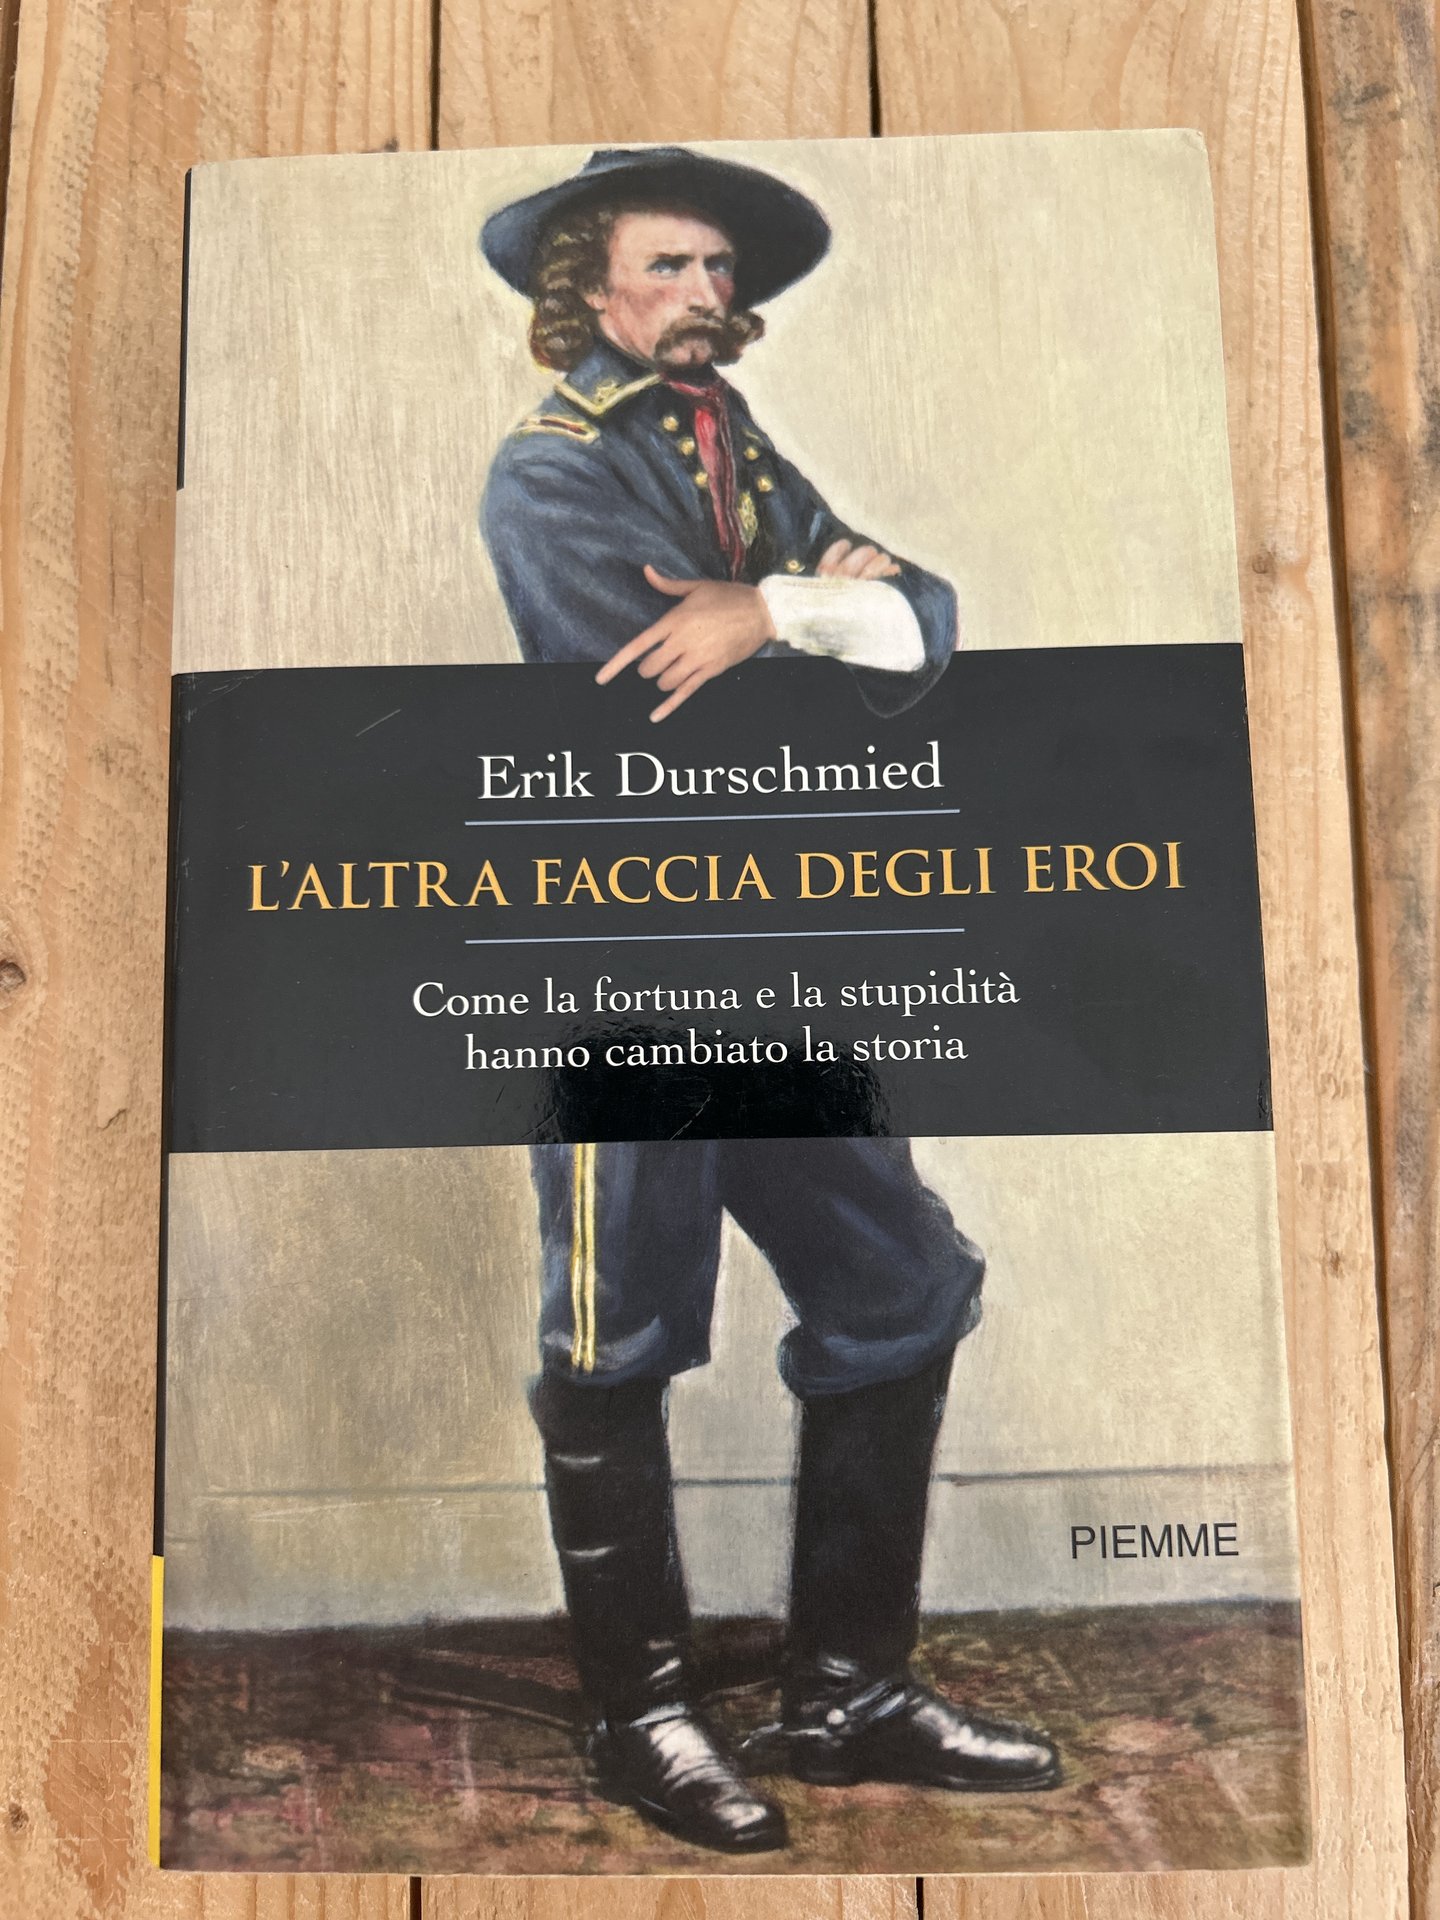 Erik Durschmied
L'ALTRA FACCIA DEGLI EROI
Come la fortuna e la stupidità
hanno cambiato la storia
PIEMME